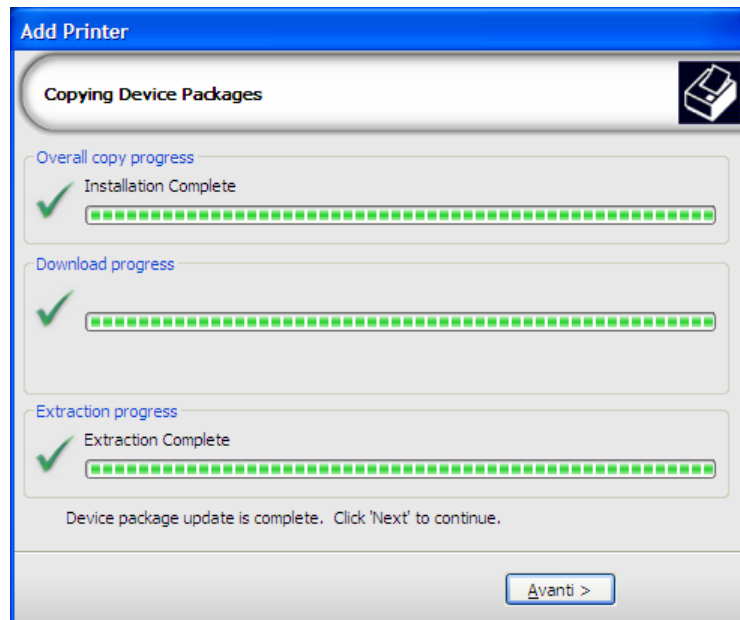 Add Printer
Copying Device Packages
Overall copy progress
Installation Complete
Download progress
Extraction progress
Extraction Complete
Device package update is complete.  Click 'Next' to continue.
Avanti >